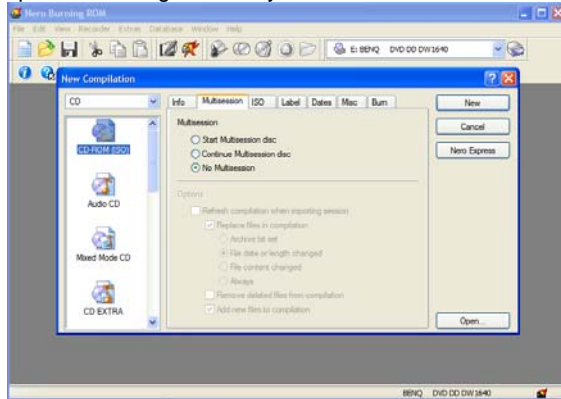 Nero Burning ROM
File Edit View Recorder Extras Database Window Help
E: BENQ DVD DD DW1640
New Compilation
CD
Info Multisession ISO Label Dates Misc Burn
New
Multisession
Start Multisession disc
Cancel
CD-ROM (ISO)
Continue Multisession disc
No Multisession
Nero Express
Options
Refresh compilation when importing session
Audio CD
Replace files in compilation
Archive bit set
File date or length changed
Mixed Mode CD
File content changed
Always
Remove deleted files from compilation
CD EXTRA
Add new files to compilation
Open...
BENQ DVD DD DW1640